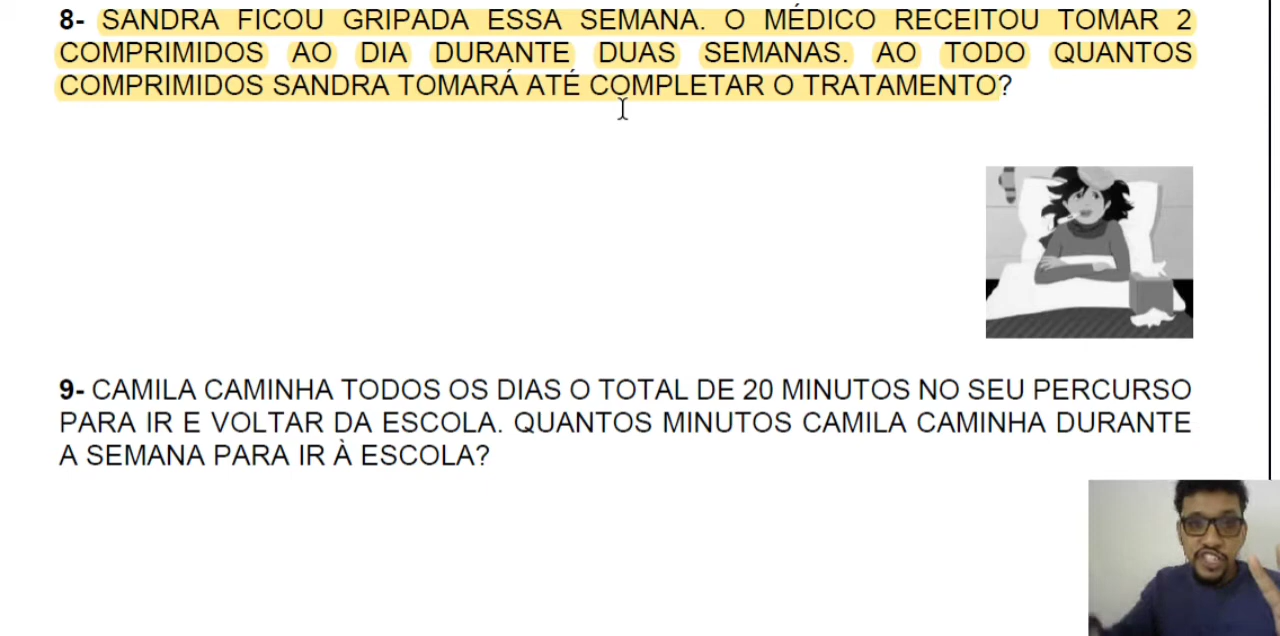 8- SANDRA FICOU GRIPADA ESSA SEMANA. O MÉDICO RECEITOU TOMAR 2
COMPRIMIDOS AO DIA DURANTE DUAS SEMANAS. AO TODO QUANTOS
COMPRIMIDOS SANDRA TOMARÁ ATÉ COMPLETAR O TRATAMENTO?
9- CAMILA CAMINHA TODOS OS DIAS O TOTAL DE 20 MINUTOS NO SEU PERCURSO
PARA IR E VOLTAR DA ESCOLA. QUANTOS MINUTOS CAMILA CAMINHA DURANTE
A SEMANA PARA IR À ESCOLA?